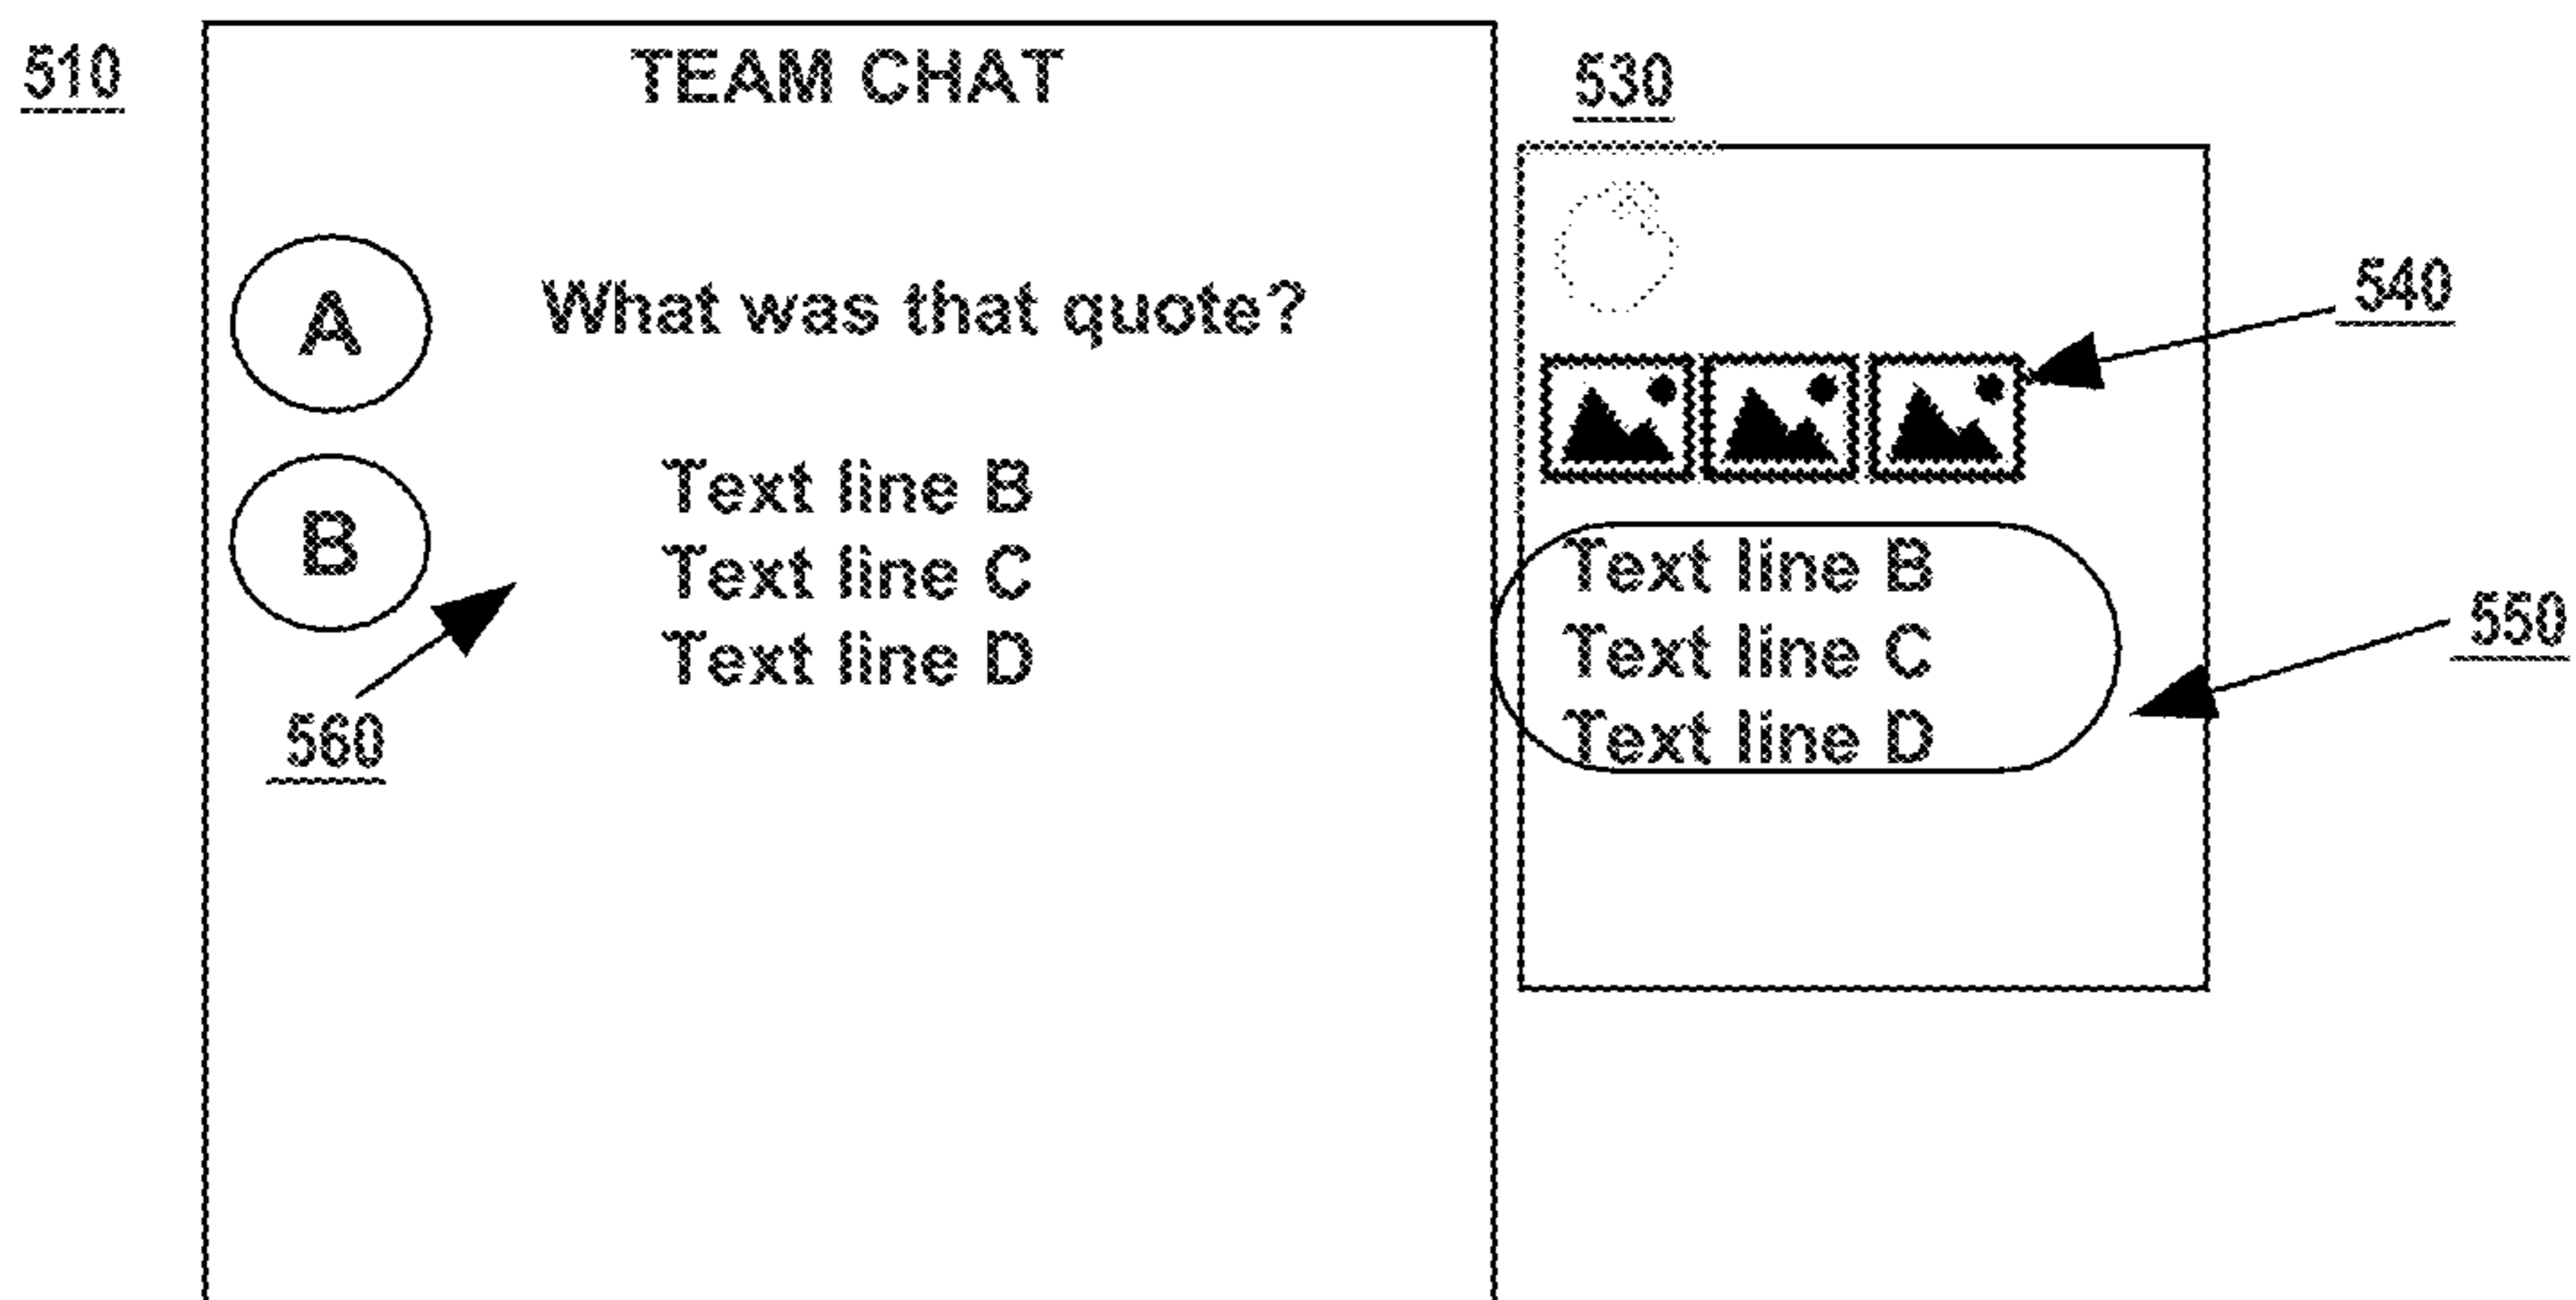 510
TEAM CHAT
A
What was that quote?
B
Text line B
Text line C
Text line D
560
530
540
Text line B
Text line C
Text line D
550